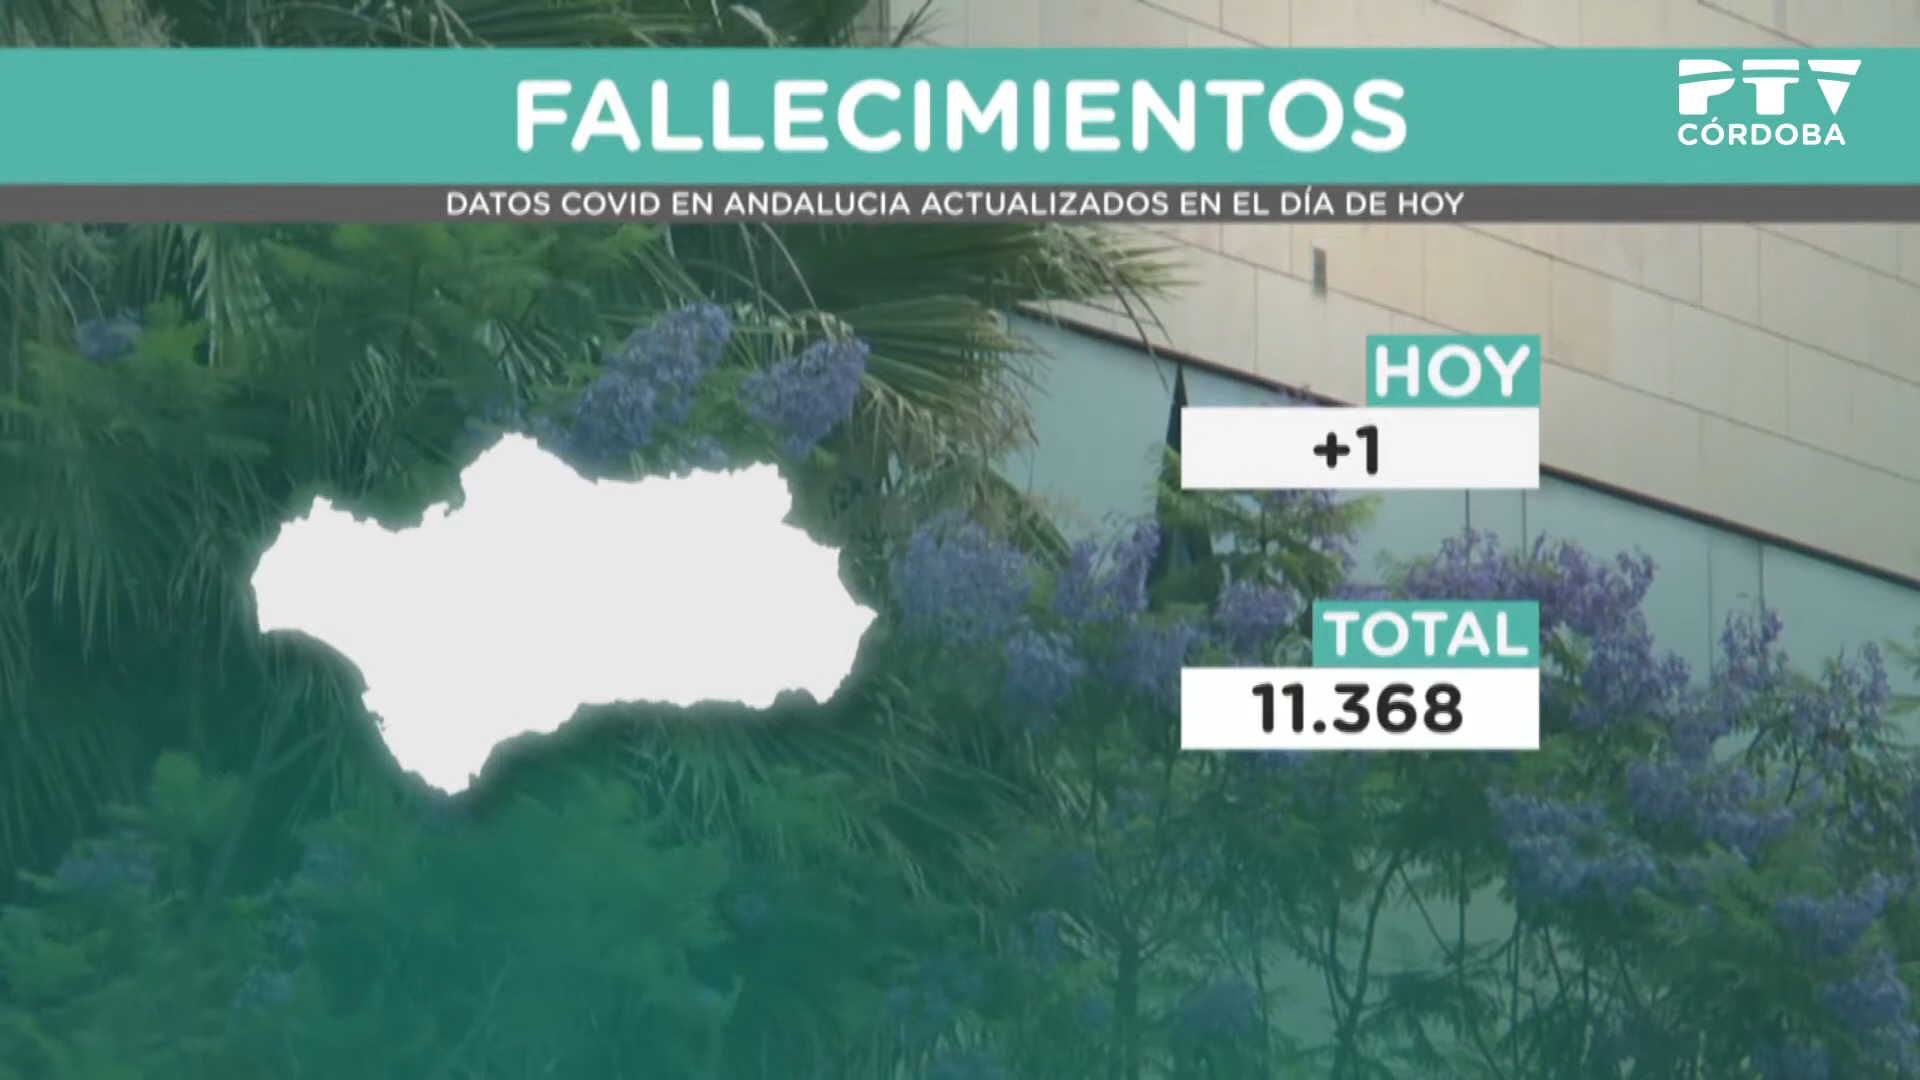 FALLECIMIENTOS
PTV
CÓRDOBA
DATOS COVID EN ANDALUCIA ACTUALIZADOS EN EL DÍA DE HOY
HOY
+1
TOTAL
11.368